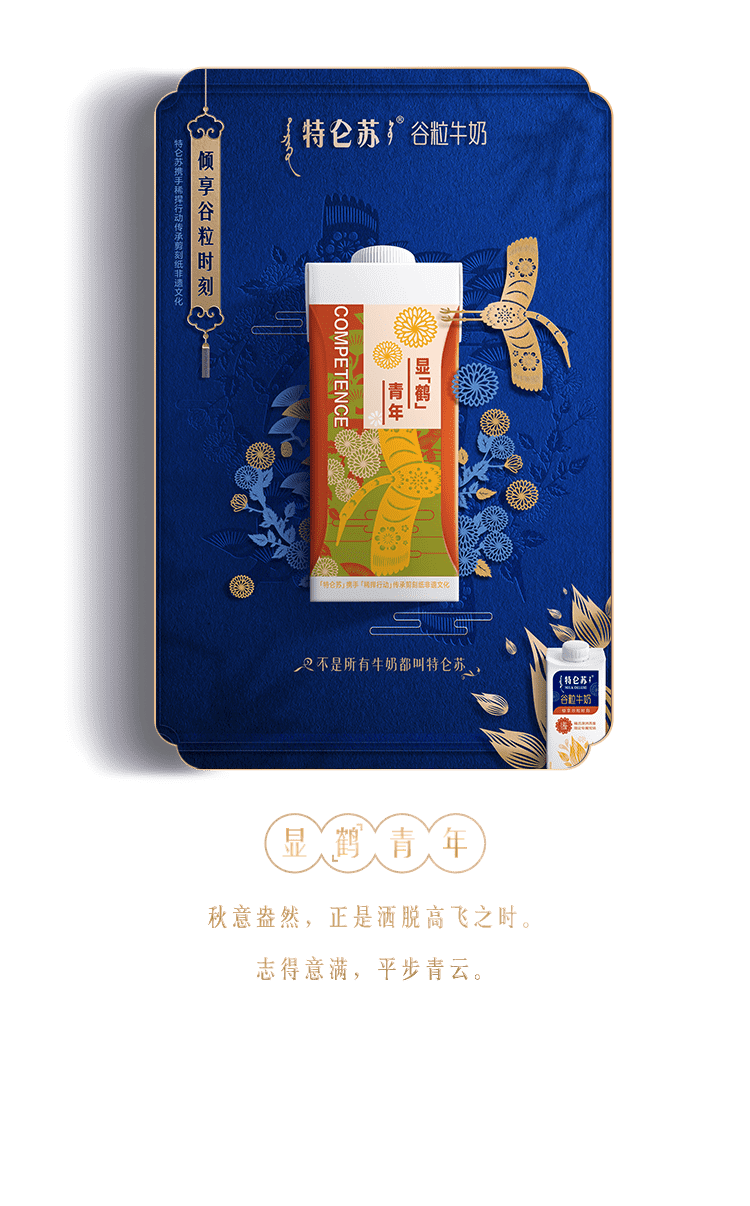 特仑苏® 谷粒牛奶
倾享谷粒时刻
特仑苏携手稀捍行动传承剪刻纸非遗文化
COMPETENCE
显「鹤」
青年
「特仑苏」携手「稀捍行动」传承剪刻纸非遗文化
不是所有牛奶都叫特仑苏
特仑苏
MILK DELUXE
谷粒牛奶
显「鹤」青年
秋意盎然，正是洒脱高飞之时。
志得意满，平步青云。